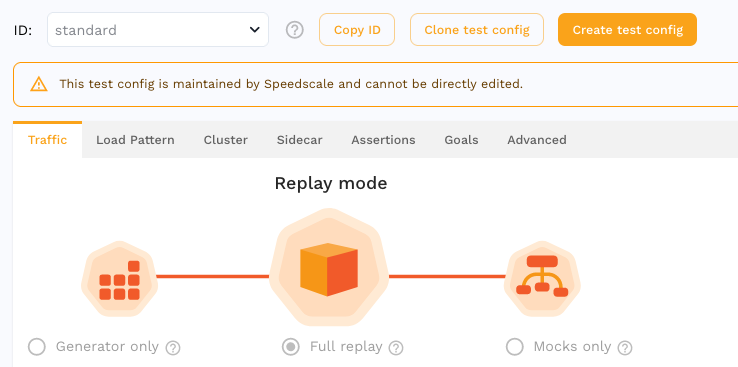 ID: standard Copy ID Clone test config Create test config
This test config is maintained by Speedscale and cannot be directly edited.
Traffic Load Pattern Cluster Sidecar Assertions Goals Advanced
Replay mode
Generator only Full replay Mocks only